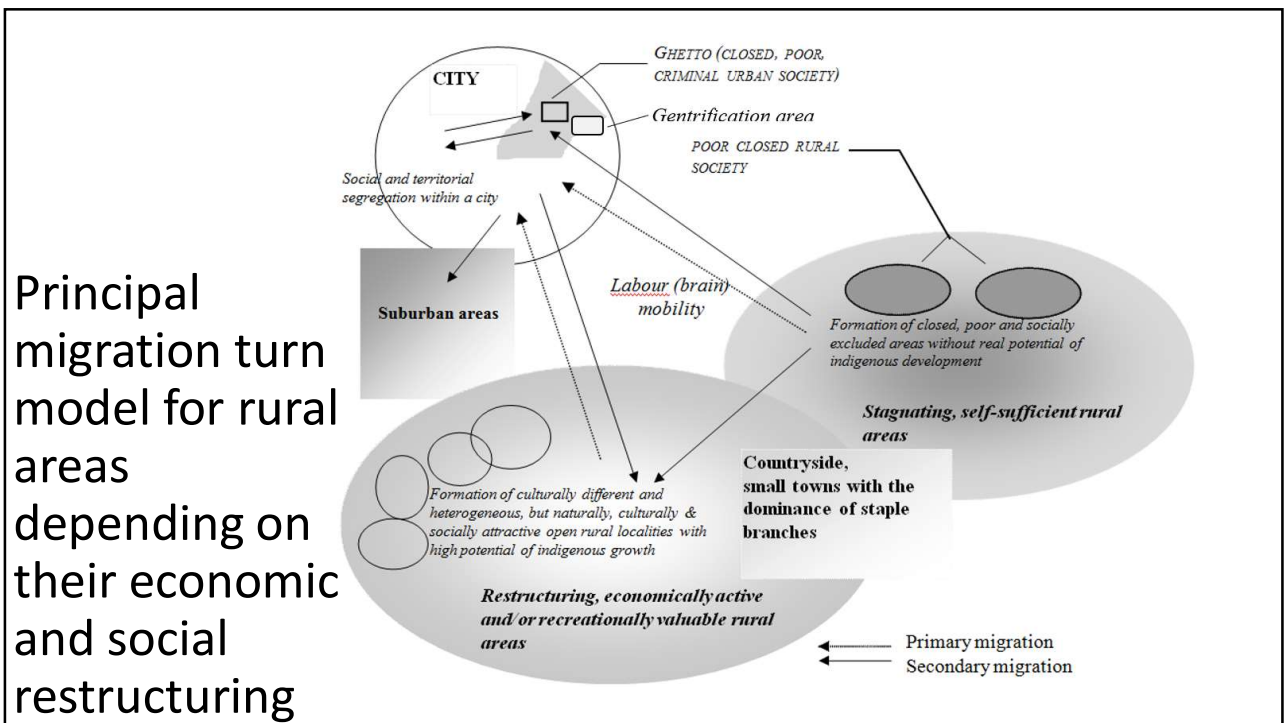 Principal
migration turn
model for rural
areas
depending on
their economic
and social
restructuring
CITY
GHETTO (CLOSED, POOR,
CRIMINAL URBAN SOCIETY)
Gentrification area
POOR CLOSED RURAL
SOCIETY
Social and territorial
segregation within a city
Suburban areas
Labour (brain)
mobility
Formation of closed, poor and socially
excluded areas without real potential of
indigenous development
Stagnating, self-sufficient rural
areas
Countryside,
small towns with the
dominance of staple
branches
Formation of culturally different and
heterogeneous, but naturally, culturally &
socially attractive open rural localities with
high potential of indigenous growth
Restructuring, economically active
and/or recreationally valuable rural
areas
Primary migration
Secondary migration